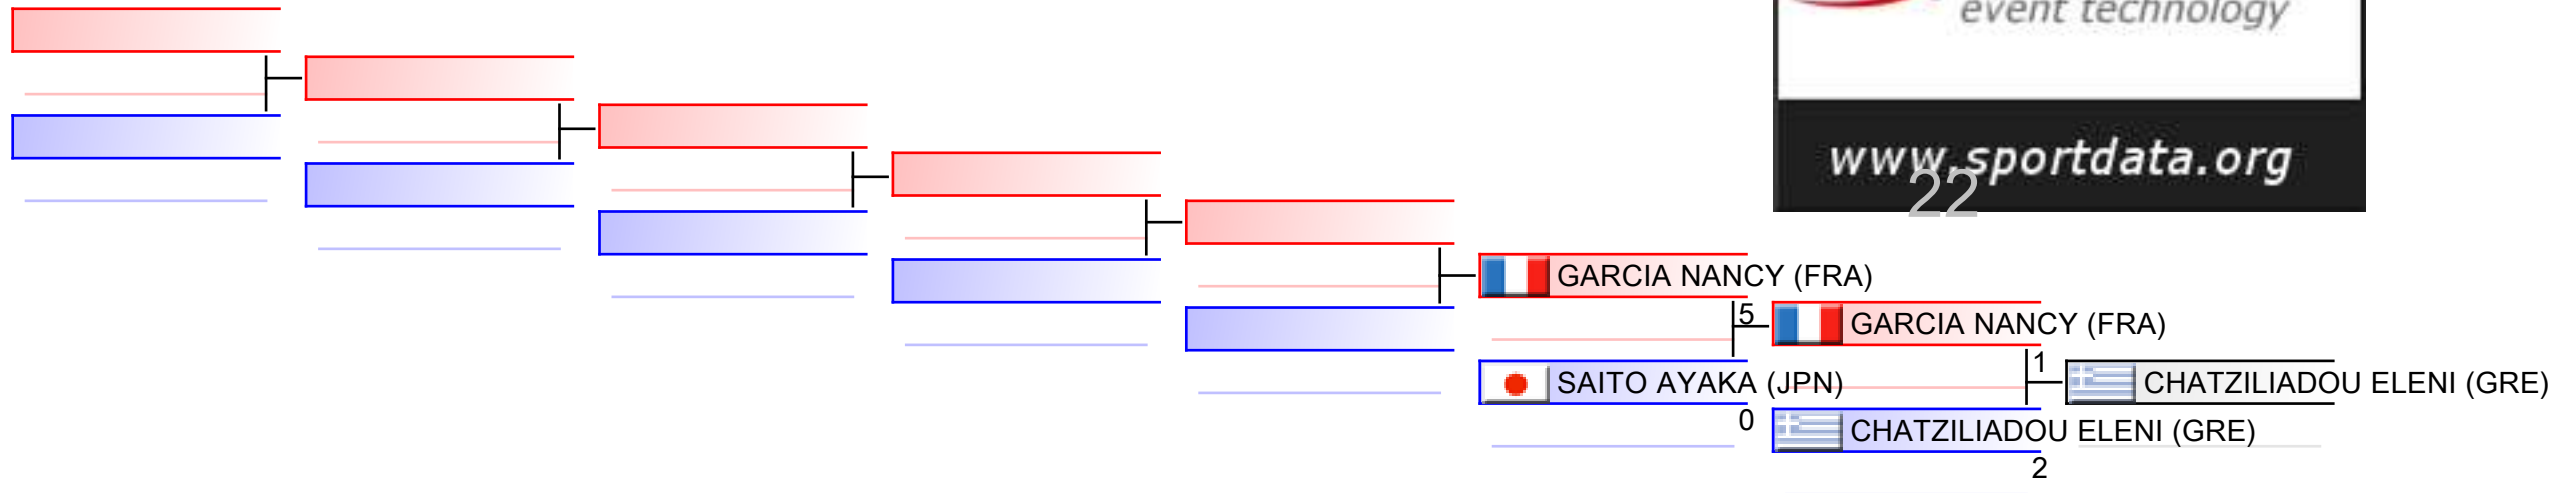 event technology
www.sportdata.org
22
GARCIA NANCY (FRA)
5
GARCIA NANCY (FRA)
1
SAITO AYAKA (JPN)
CHATZILIADOU ELENI (GRE)
0
CHATZILIADOU ELENI (GRE)
2